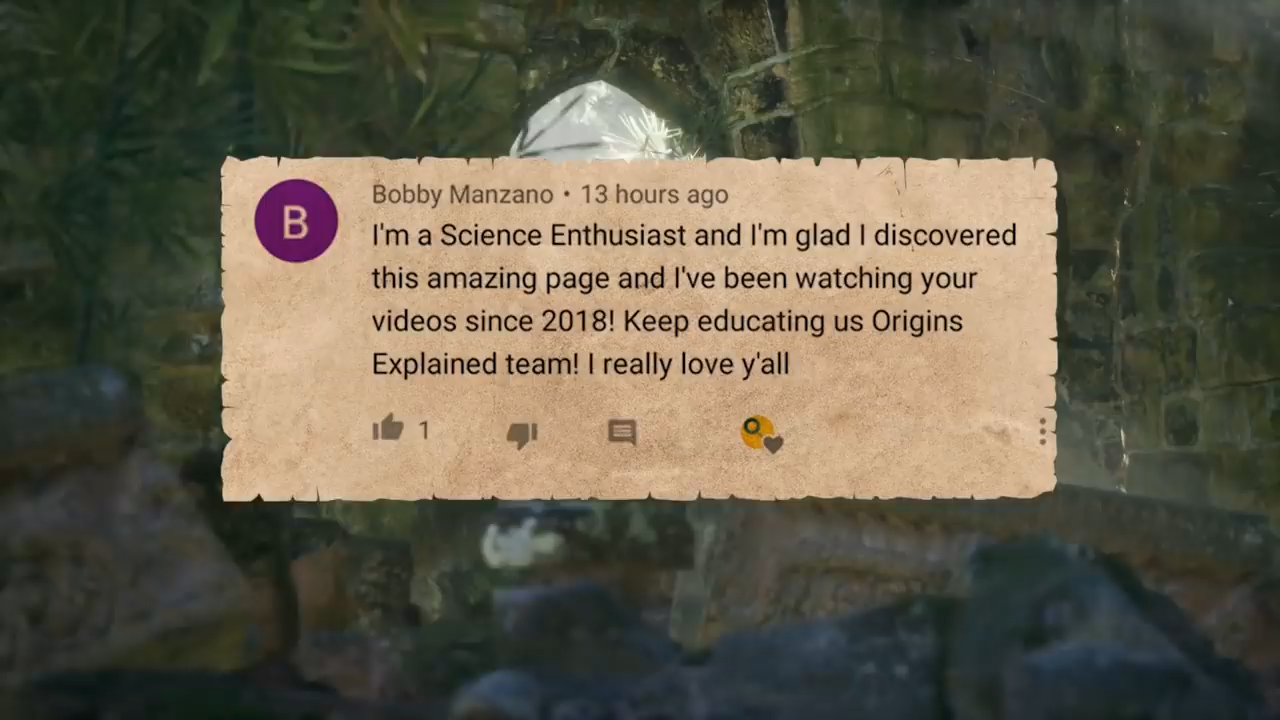 B
Bobby Manzano • 13 hours ago
I'm a Science Enthusiast and I'm glad I discovered
this amazing page and I've been watching your
videos since 2018! Keep educating us Origins
Explained team! I really love y'all
1